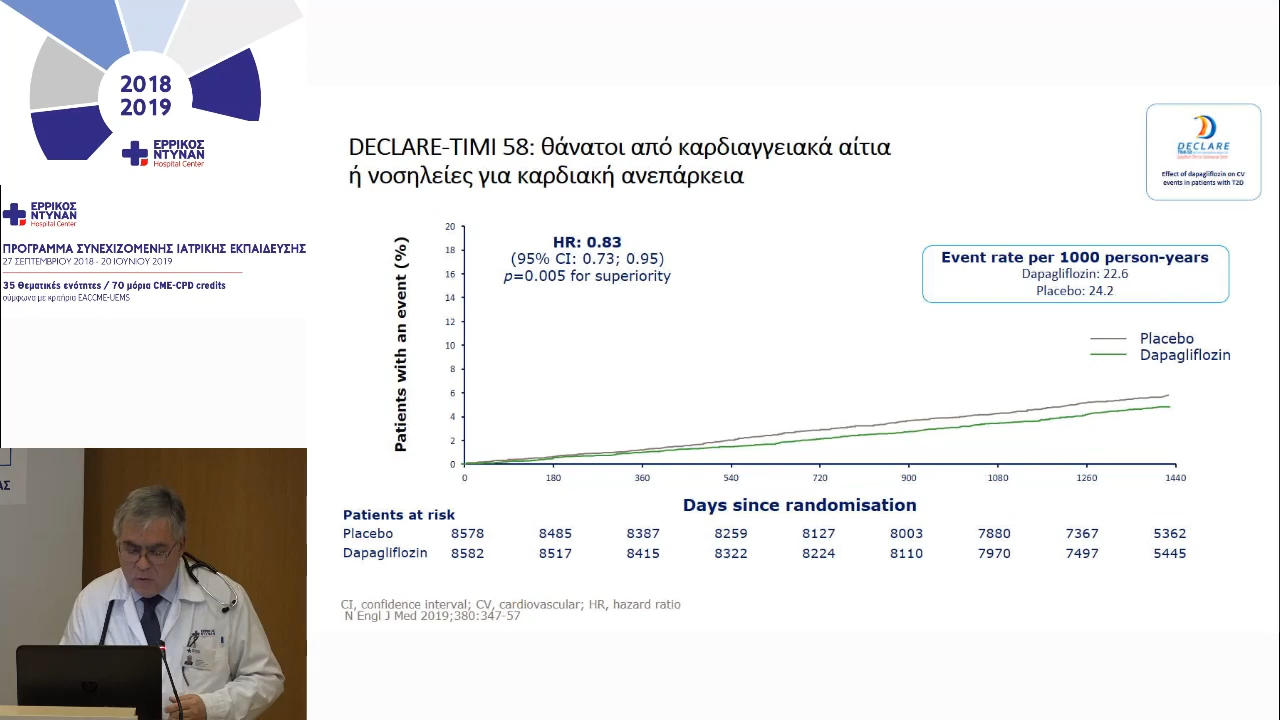 2018
2019
ΕΡΡΙΚΟΣ
ΝΤΥΝΑΝ
Hospital Center
ΕΡΡΙΚΟΣ
ΝΤΥΝΑΝ
Hospital Center
ΠΡΟΓΡΑΜΜΑ ΣΥΝΕΧΙΖΟΜΕΝΗΣ ΙΑΤΡΙΚΗΣ ΕΚΠΑΙΔΕΥΣΗΣ
27 ΣΕΠΤΕΜΒΡΙΟΥ 2018 - 20 ΙΟΥΝΙΟΥ 2019
35 Θεματικές ενότητες / 70 μόρια CME-CPD credits
σύμφωνα με κριτήρια EACCME-UEMS
DECLARE-TIMI 58: θάνατοι από καρδιαγγειακά αίτια
ή νοσηλείες για καρδιακή ανεπάρκεια
DECLARE
Effect of dapagliflozin on CV
events in patients with T2D
HR: 0.83
(95% CI: 0.73; 0.95)
p=0.005 for superiority
Event rate per 1000 person-years
Dapagliflozin: 22.6
Placebo: 24.2
Placebo
Dapagliflozin
Patients with an event (%)
20
18
16
14
12
10
8
6
4
2
0
0 180 360 540 720 900 1080 1260 1440
Days since randomisation
Patients at risk
Placebo 8578 8485 8387 8259 8127 8003 7880 7367 5362
Dapagliflozin 8582 8517 8415 8322 8224 8110 7970 7497 5445
CI, confidence interval; CV, cardiovascular; HR, hazard ratio
N Engl J Med 2019;380:347-57
ΑΣ
ΕΡΡΙΚΟΣ
ΝΤΥΝΑΝ